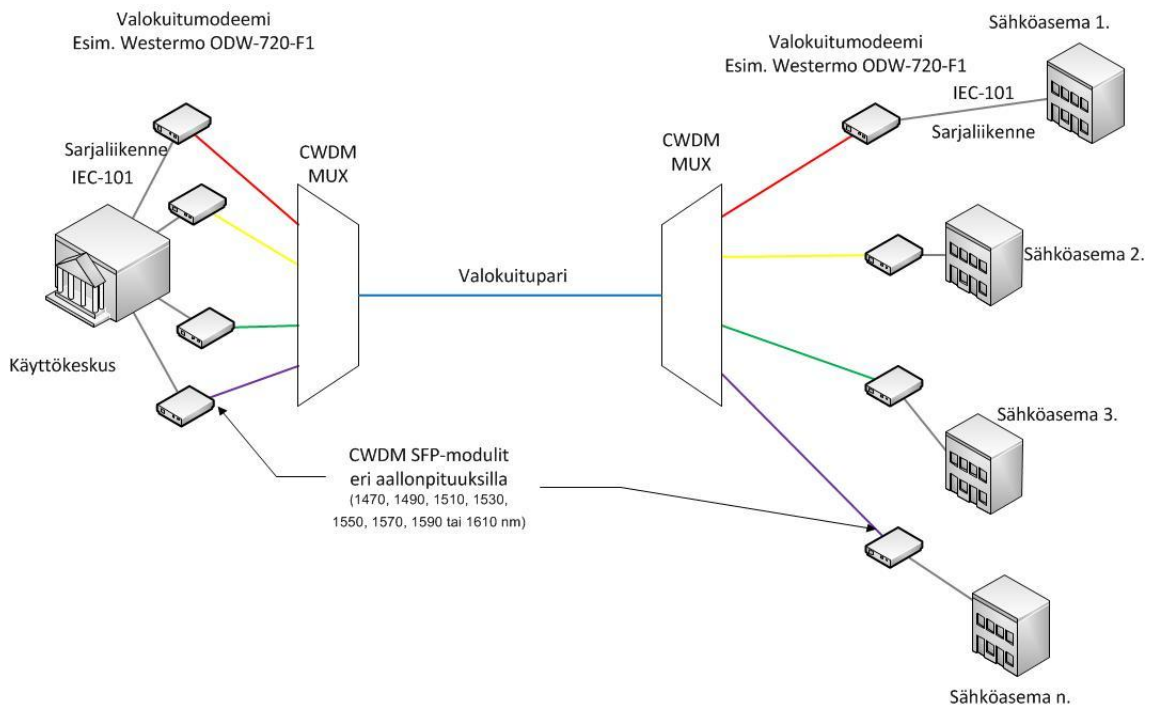 Valokuitumodeemi
Esim. Westermo ODW-720-F1
Valokuitumodeemi
Esim. Westermo ODW-720-F1
Sähköasema 1.
IEC-101
Sarjaliikenne
Sarjaliikenne
IEC-101
CWDM
MUX
CWDM
MUX
Valokuitupari
Sähköasema 2.
Käyttökeskus
Sähköasema 3.
CWDM SFP-modulit
eri aallonpituuksilla
(1470, 1490, 1510, 1530,
1550, 1570, 1590 tai 1610 nm)
Sähköasema n.